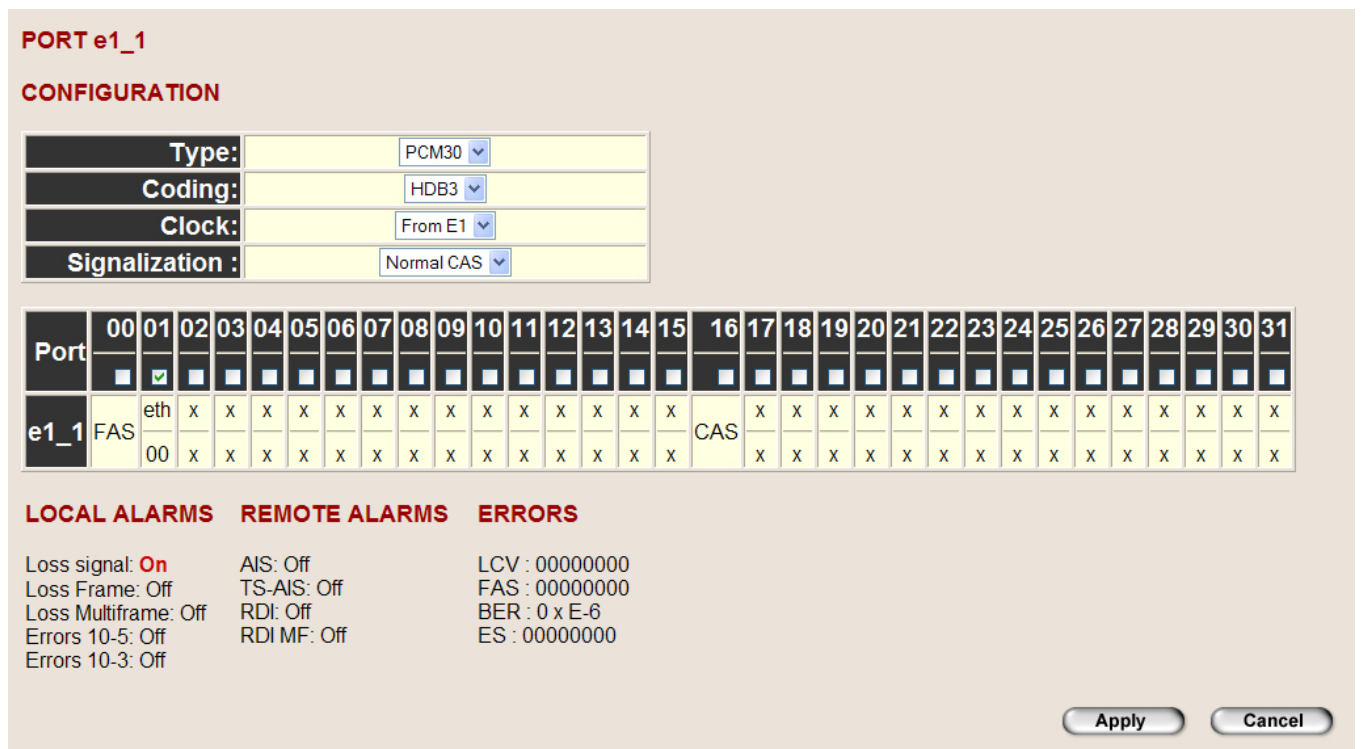 PORT e1_1
CONFIGURATION
Type: PCM30
Coding: HDB3
Clock: From E1
Signalization : Normal CAS
Port 00 01 02 03 04 05 06 07 08 09 10 11 12 13 14 15 16 17 18 19 20 21 22 23 24 25 26 27 28 29 30 31
e1_1 FAS eth x x x x x x x x x x x x x x CAS x x x x x x x x x x x x x x x
00 x x x x x x x x x x x x x x x x x x x x x x x x x x x x x
LOCAL ALARMS REMOTE ALARMS ERRORS
Loss signal: On AIS: Off LCV : 00000000
Loss Frame: Off TS-AIS: Off FAS : 00000000
Loss Multiframe: Off RDI: Off BER : 0 x E-6
Errors 10-5: Off RDI MF: Off ES : 00000000
Errors 10-3: Off
Apply Cancel